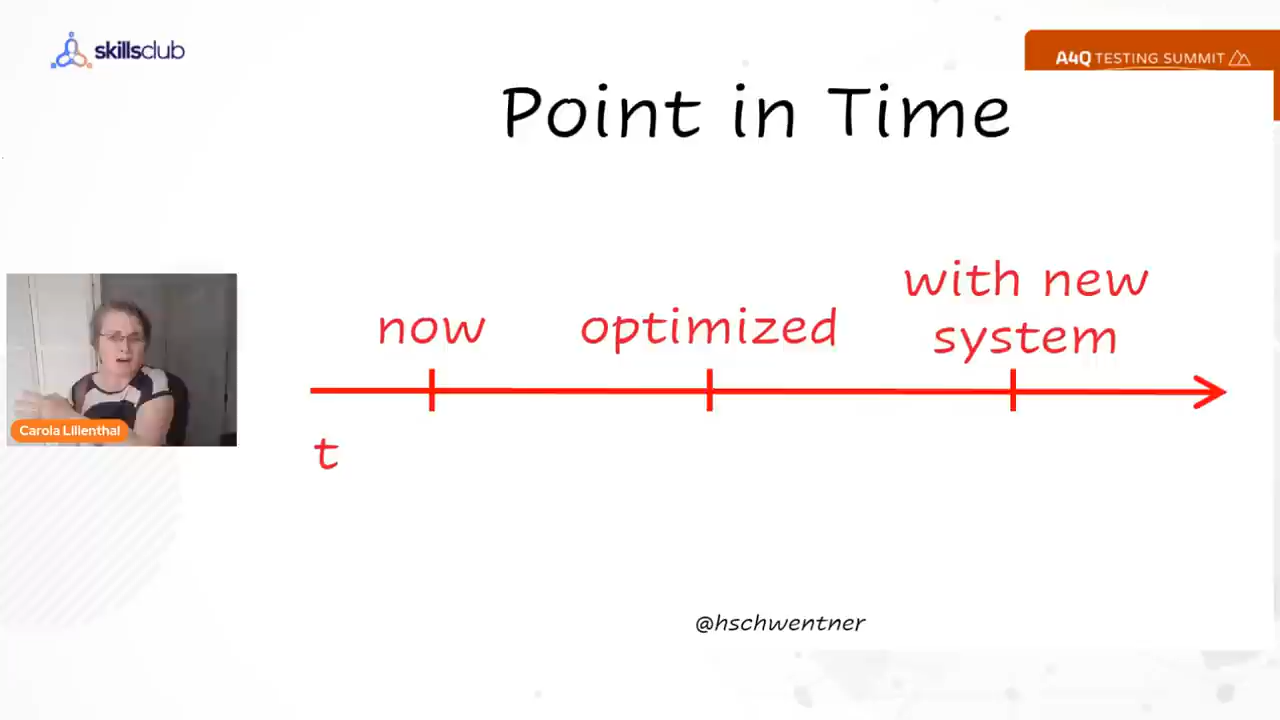 skillsclub
A4Q TESTING SUMMIT
Point in Time
now
optimized
with new
system
t
Carola Lilienthal
@hschwentner